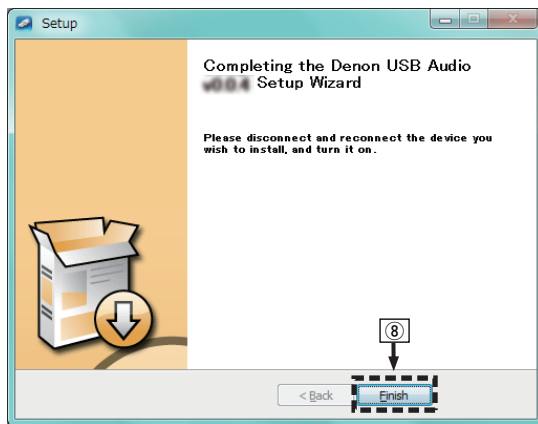 Setup
Completing the Denon USB Audio
Setup Wizard
Please disconnect and reconnect the device you
wish to install, and turn it on.
⑧
< Back
Finish